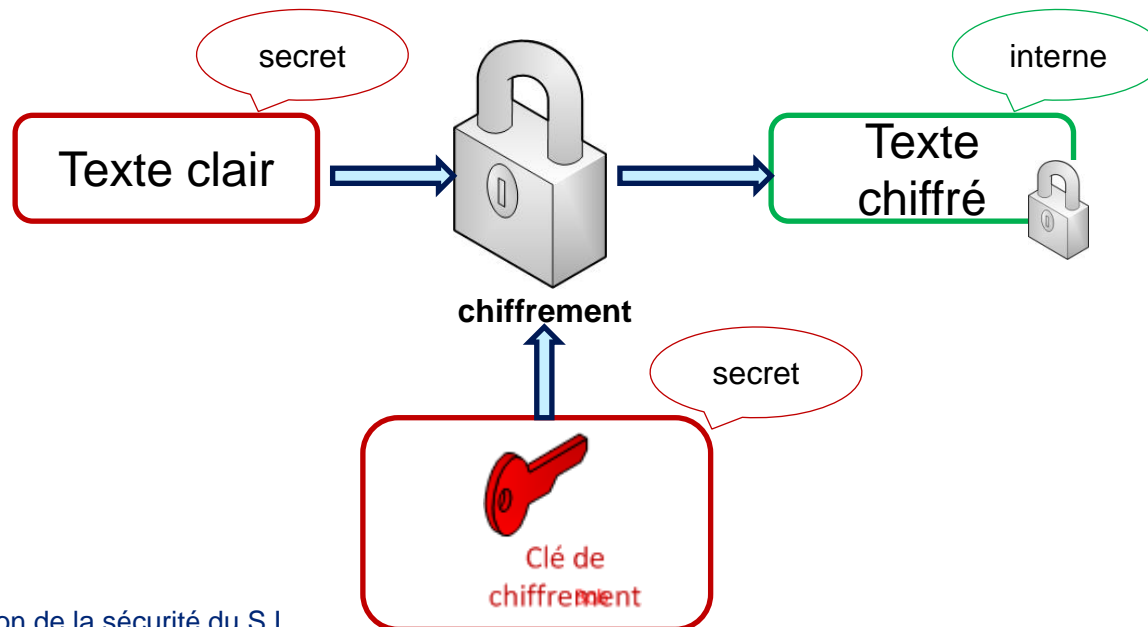 secret
interne
Texte clair
Texte
chiffré
chiffrement
secret
Clé de
chiffrement
on de la sécurité du S.I.